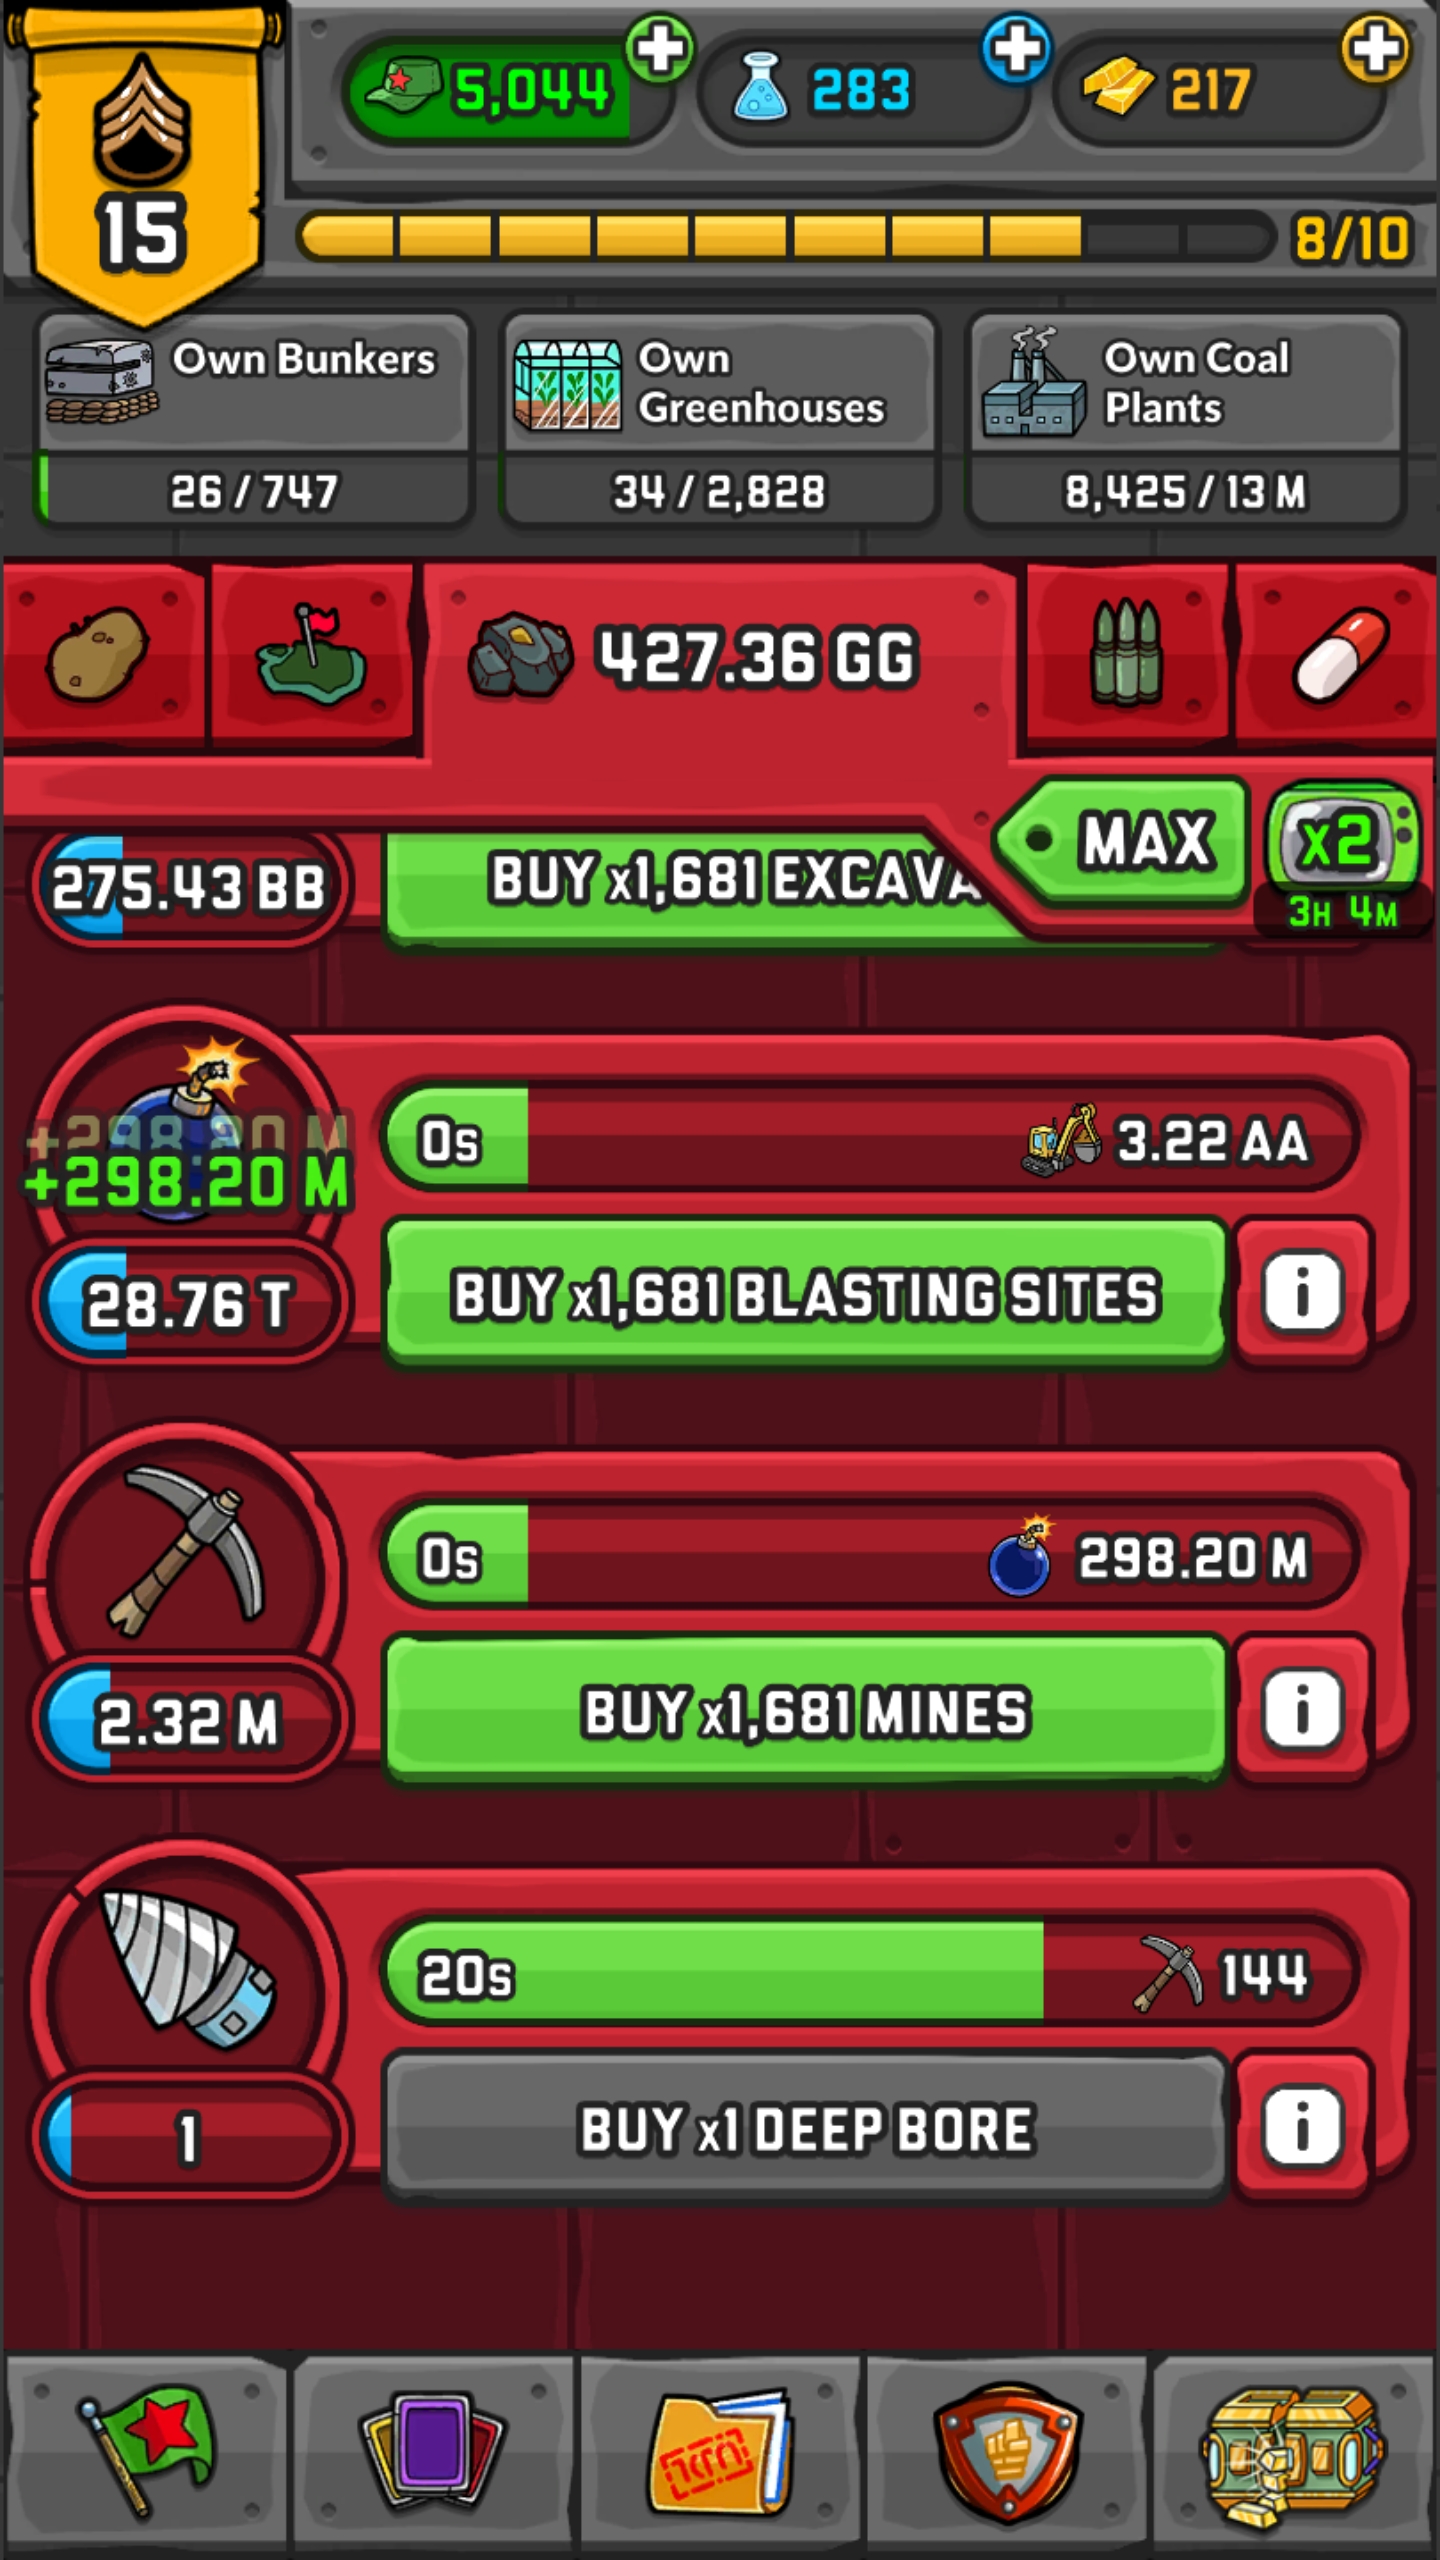 5,044
283
217
15
8/10
Own Bunkers
26 / 747
Own
Greenhouses
34 / 2,828
Own Coal
Plants
8,425 / 13 M
427.36 GG
MAX
x2
3H 4M
275.43 BB
BUY x1,681 EXCAVA
+298.20 M
+298.20 M
0s
3.22 AA
28.76 T
BUY x1,681 BLASTING SITES
i
0s
298.20 M
2.32 M
BUY x1,681 MINES
i
20s
144
1
BUY x1 DEEP BORE
i